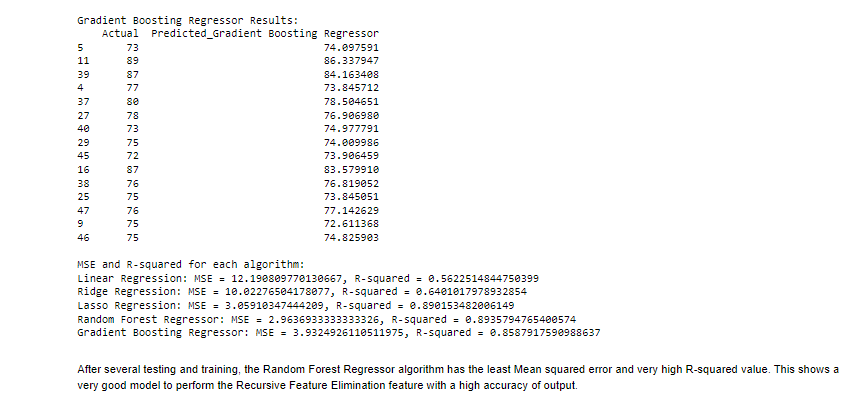 Gradient Boosting Regressor Results:
Actual Predicted_Gradient Boosting Regressor
5 73 74.097591
11 89 86.337947
39 87 84.163408
4 77 73.845712
37 80 78.504651
27 78 76.906980
40 73 74.977791
29 75 74.009986
45 72 73.906459
16 87 83.579910
38 76 76.819052
25 75 73.845051
47 76 77.142629
9 75 72.611368
46 75 74.825903
MSE and R-squared for each algorithm:
Linear Regression: MSE = 12.190809770130667, R-squared = 0.5622514844750399
Ridge Regression: MSE = 10.02276504178077, R-squared = 0.6401017978932854
Lasso Regression: MSE = 3.05910347444209, R-squared = 0.890153482006149
Random Forest Regressor: MSE = 2.9636933333333326, R-squared = 0.8935794765400574
Gradient Boosting Regressor: MSE = 3.9324926110511975, R-squared = 0.8587917590988637
After several testing and training, the Random Forest Regressor algorithm has the least Mean squared error and very high R-squared value. This shows a
very good model to perform the Recursive Feature Elimination feature with a high accuracy of output.